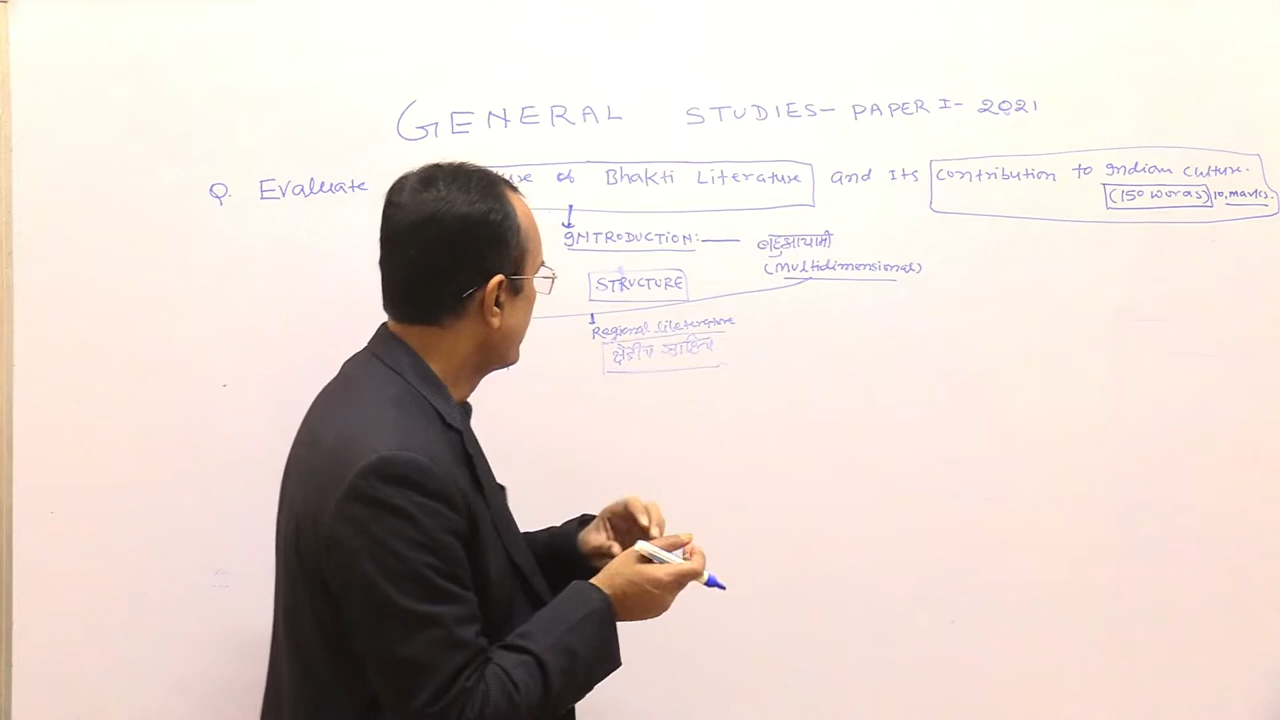 GENERAL STUDIES- PAPER I- 2021
Q. Evaluate of Bhakti Literature and Its contribution to Indian culture.
(150 words) 10, marks.
INTRODUCTION:- बहुआयामी
(Multidimensional)
STRUCTURE
Regional Literature
क्षेत्रीय साहित्य